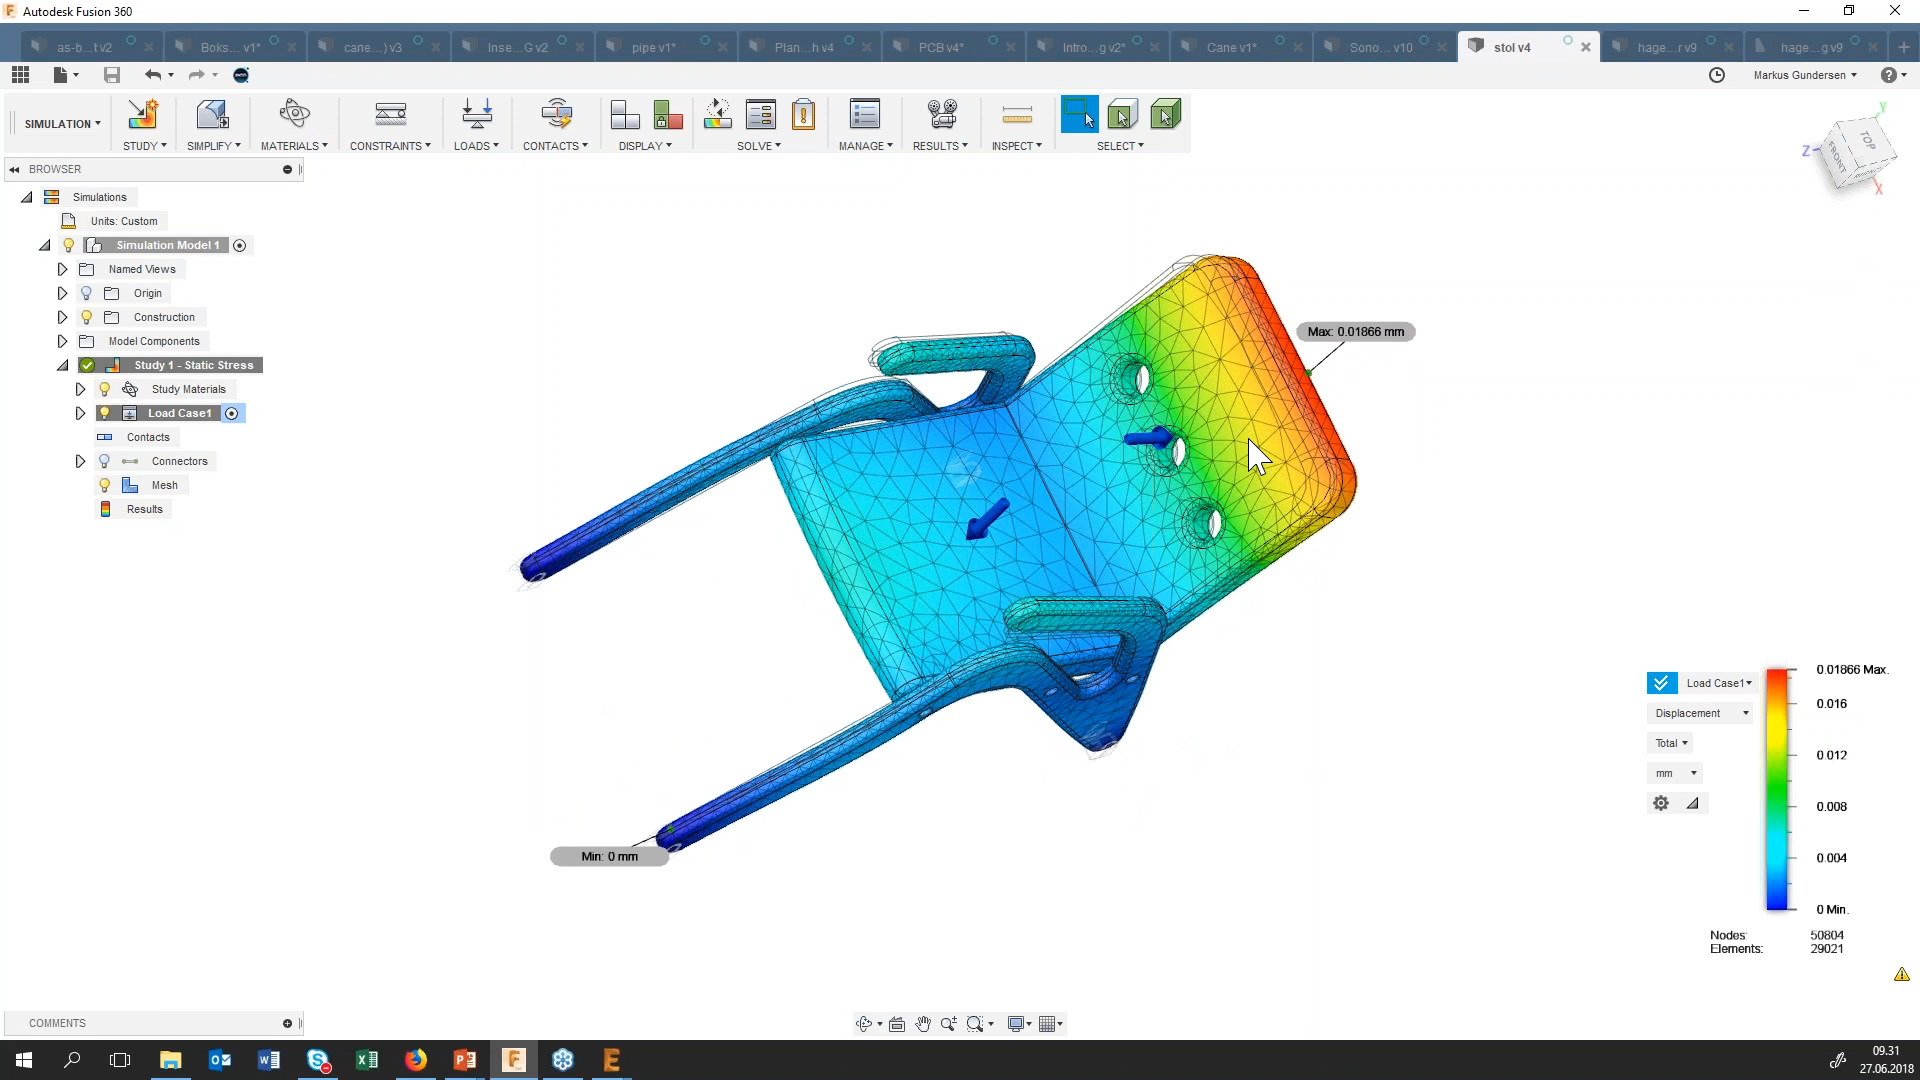 Autodesk Fusion 360
as-b...t v2
Boks... v1*
cane...) v3
Inse...G v2
pipe v1*
Plan...h v4
PCB v4*
Intro...g v2*
Cane v1*
Sono... v10
stol v4
hage...r v9
hage...g v9
Markus Gundersen
SIMULATION
STUDY
SIMPLIFY
MATERIALS
CONSTRAINTS
LOADS
CONTACTS
DISPLAY
SOLVE
MANAGE
RESULTS
INSPECT
SELECT
TOP
FRONT
Y
Z
X
BROWSER
Simulations
Units: Custom
Simulation Model 1
Named Views
Origin
Construction
Model Components
Study 1 - Static Stress
Study Materials
Load Case1
Contacts
Connectors
Mesh
Results
Max: 0.01866 mm
Min: 0 mm
Load Case1
Displacement
Total
mm
0.01866 Max.
0.016
0.012
0.008
0.004
0 Min.
Nodes: 50804
Elements: 29021
COMMENTS
09.31
27.06.2018